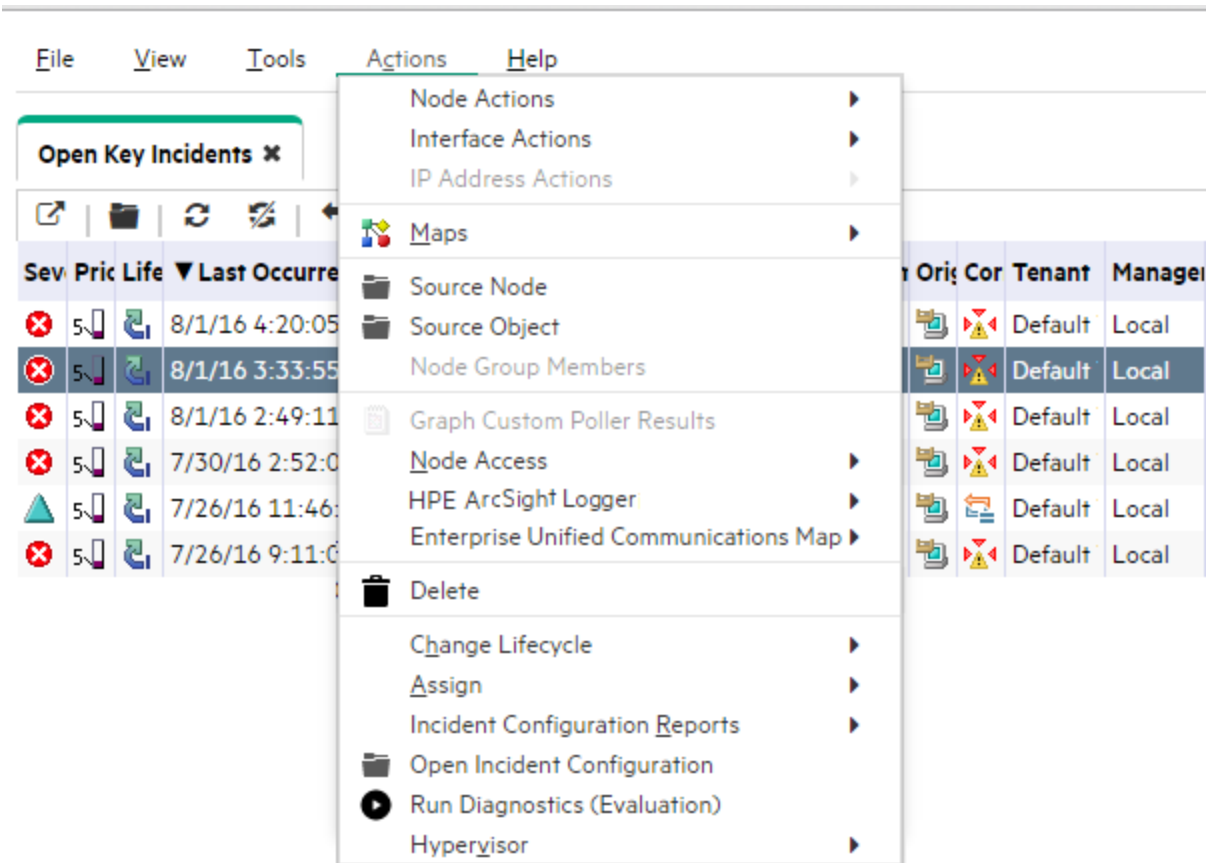 File View Tools Actions Help
Node Actions
Interface Actions
Open Key Incidents
IP Address Actions
Maps
Sev Pric Life Last Occurre Orig Cor Tenant Manager
Source Node
8/1/16 4:20:05 Default Local
5
Source Object
8/1/16 3:33:55 Default Local
5
Node Group Members
8/1/16 2:49:11 Default Local
5
Graph Custom Poller Results
7/30/16 2:52:0 Default Local
5
Node Access
7/26/16 11:46: Default Local
5
HPE ArcSight Logger
Enterprise Unified Communications Map
7/26/16 9:11:0 Default Local
5
Delete
Change Lifecycle
Assign
Incident Configuration Reports
Open Incident Configuration
Run Diagnostics (Evaluation)
Hypervisor